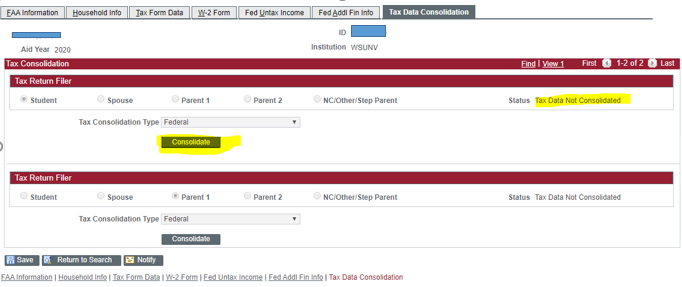 FAA Information Household Info Tax Form Data W-2 Form Fed Untax Income Fed Addl Fin Info Tax Data Consolidation
ID
Aid Year 2020 Institution WSUNV
Tax Consolidation Find | View 1 First 1-2 of 2 Last
Tax Return Filer
Student Spouse Parent 1 Parent 2 NC/Other/Step Parent Status Tax Data Not Consolidated
Tax Consolidation Type Federal
Consolidate
Tax Return Filer
Student Spouse Parent 1 Parent 2 NC/Other/Step Parent Status Tax Data Not Consolidated
Tax Consolidation Type Federal
Consolidate
Save Return to Search Notify
FAA Information | Household Info | Tax Form Data | W-2 Form | Fed Untax Income | Fed Addl Fin Info | Tax Data Consolidation